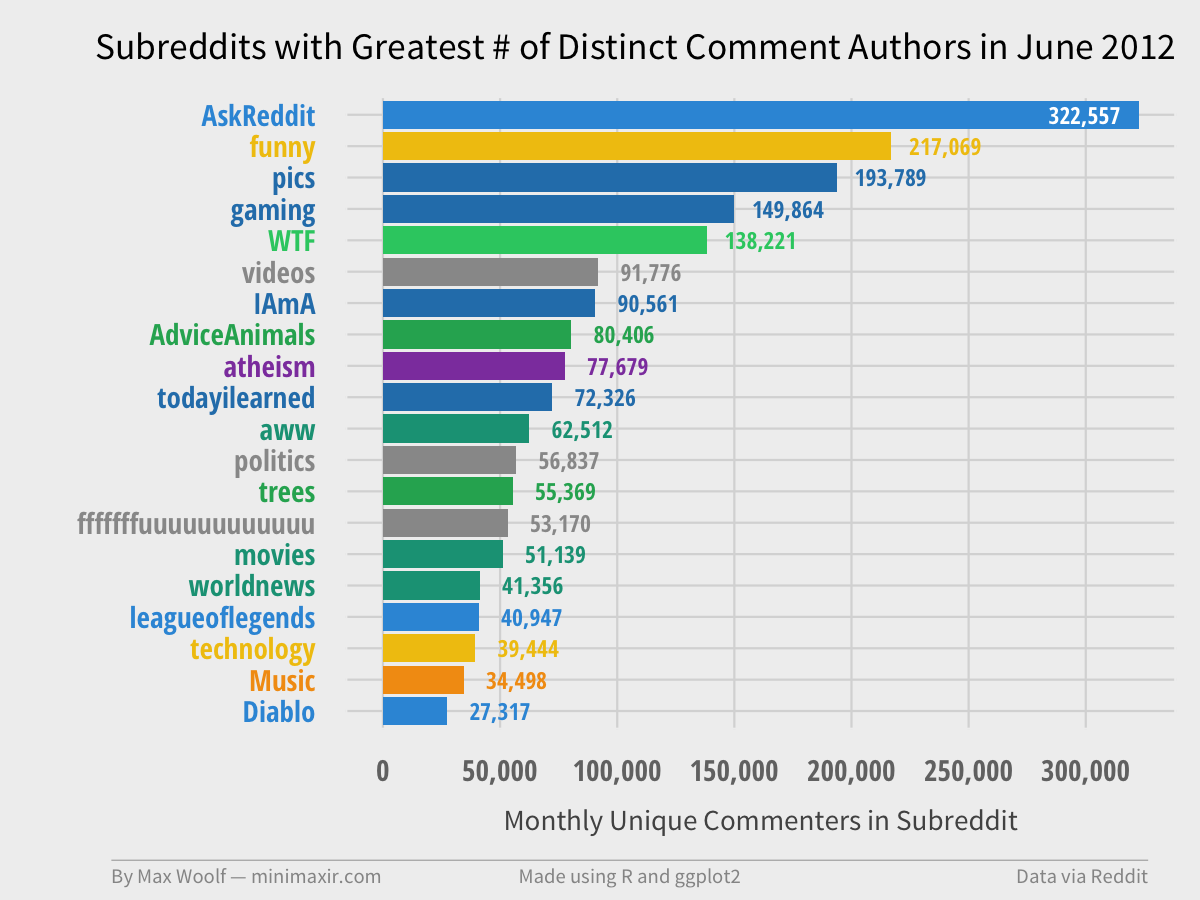 Subreddits with Greatest # of Distinct Comment Authors in June 2012
AskReddit 322,557
funny 217,069
pics 193,789
gaming 149,864
WTF 138,221
videos 91,776
IAmA 90,561
AdviceAnimals 80,406
atheism 77,679
todayilearned 72,326
aww 62,512
politics 56,837
trees 55,369
fffffffuuuuuuuuuuuu 53,170
movies 51,139
worldnews 41,356
leagueoflegends 40,947
technology 39,444
Music 34,498
Diablo 27,317
0 50,000 100,000 150,000 200,000 250,000 300,000
Monthly Unique Commenters in Subreddit
By Max Woolf — minimaxir.com Made using R and ggplot2 Data via Reddit